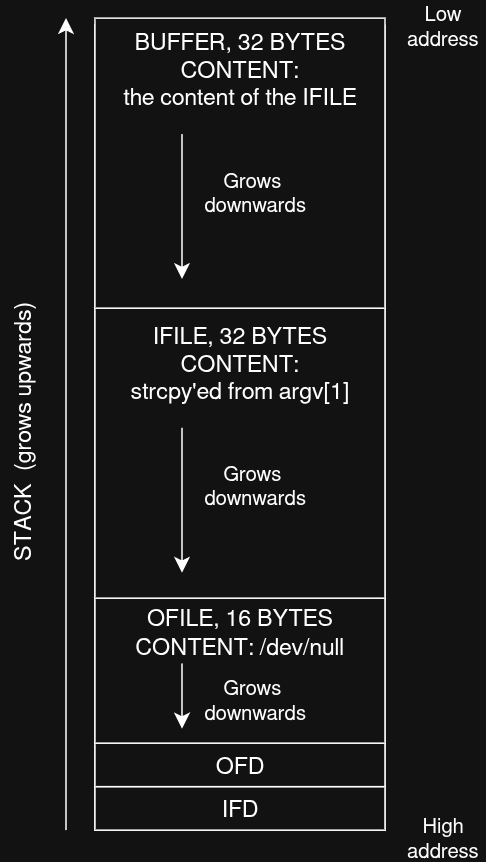 Low
address
BUFFER, 32 BYTES
CONTENT:
the content of the IFILE
Grows
downwards
STACK (grows upwards)
IFILE, 32 BYTES
CONTENT:
strcpy'ed from argv[1]
Grows
downwards
OFILE, 16 BYTES
CONTENT: /dev/null
Grows
downwards
OFD
IFD
High
address